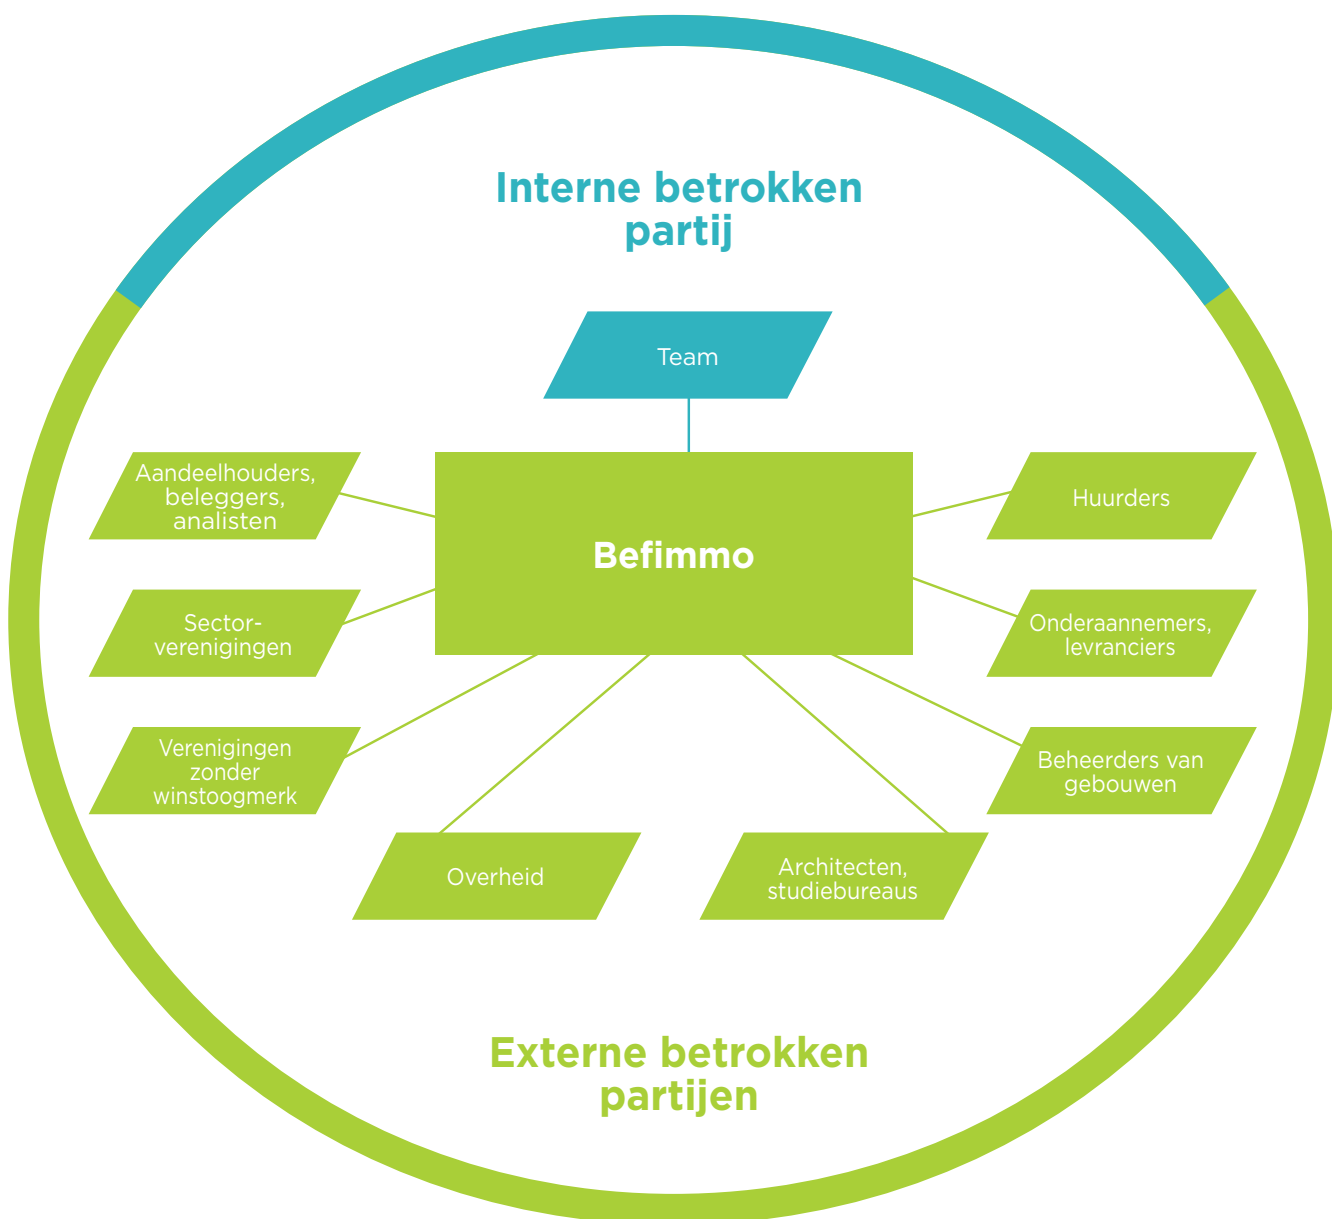 Interne betrokken
partij
Team
Aandeelhouders,
beleggers,
analisten
Befimmo
Huurders
Sector-
verenigingen
Onderaannemers,
levranciers
Verenigingen
zonder
winstoogmerk
Beheerders van
gebouwen
Overheid
Architecten,
studiebureaus
Externe betrokken
partijen